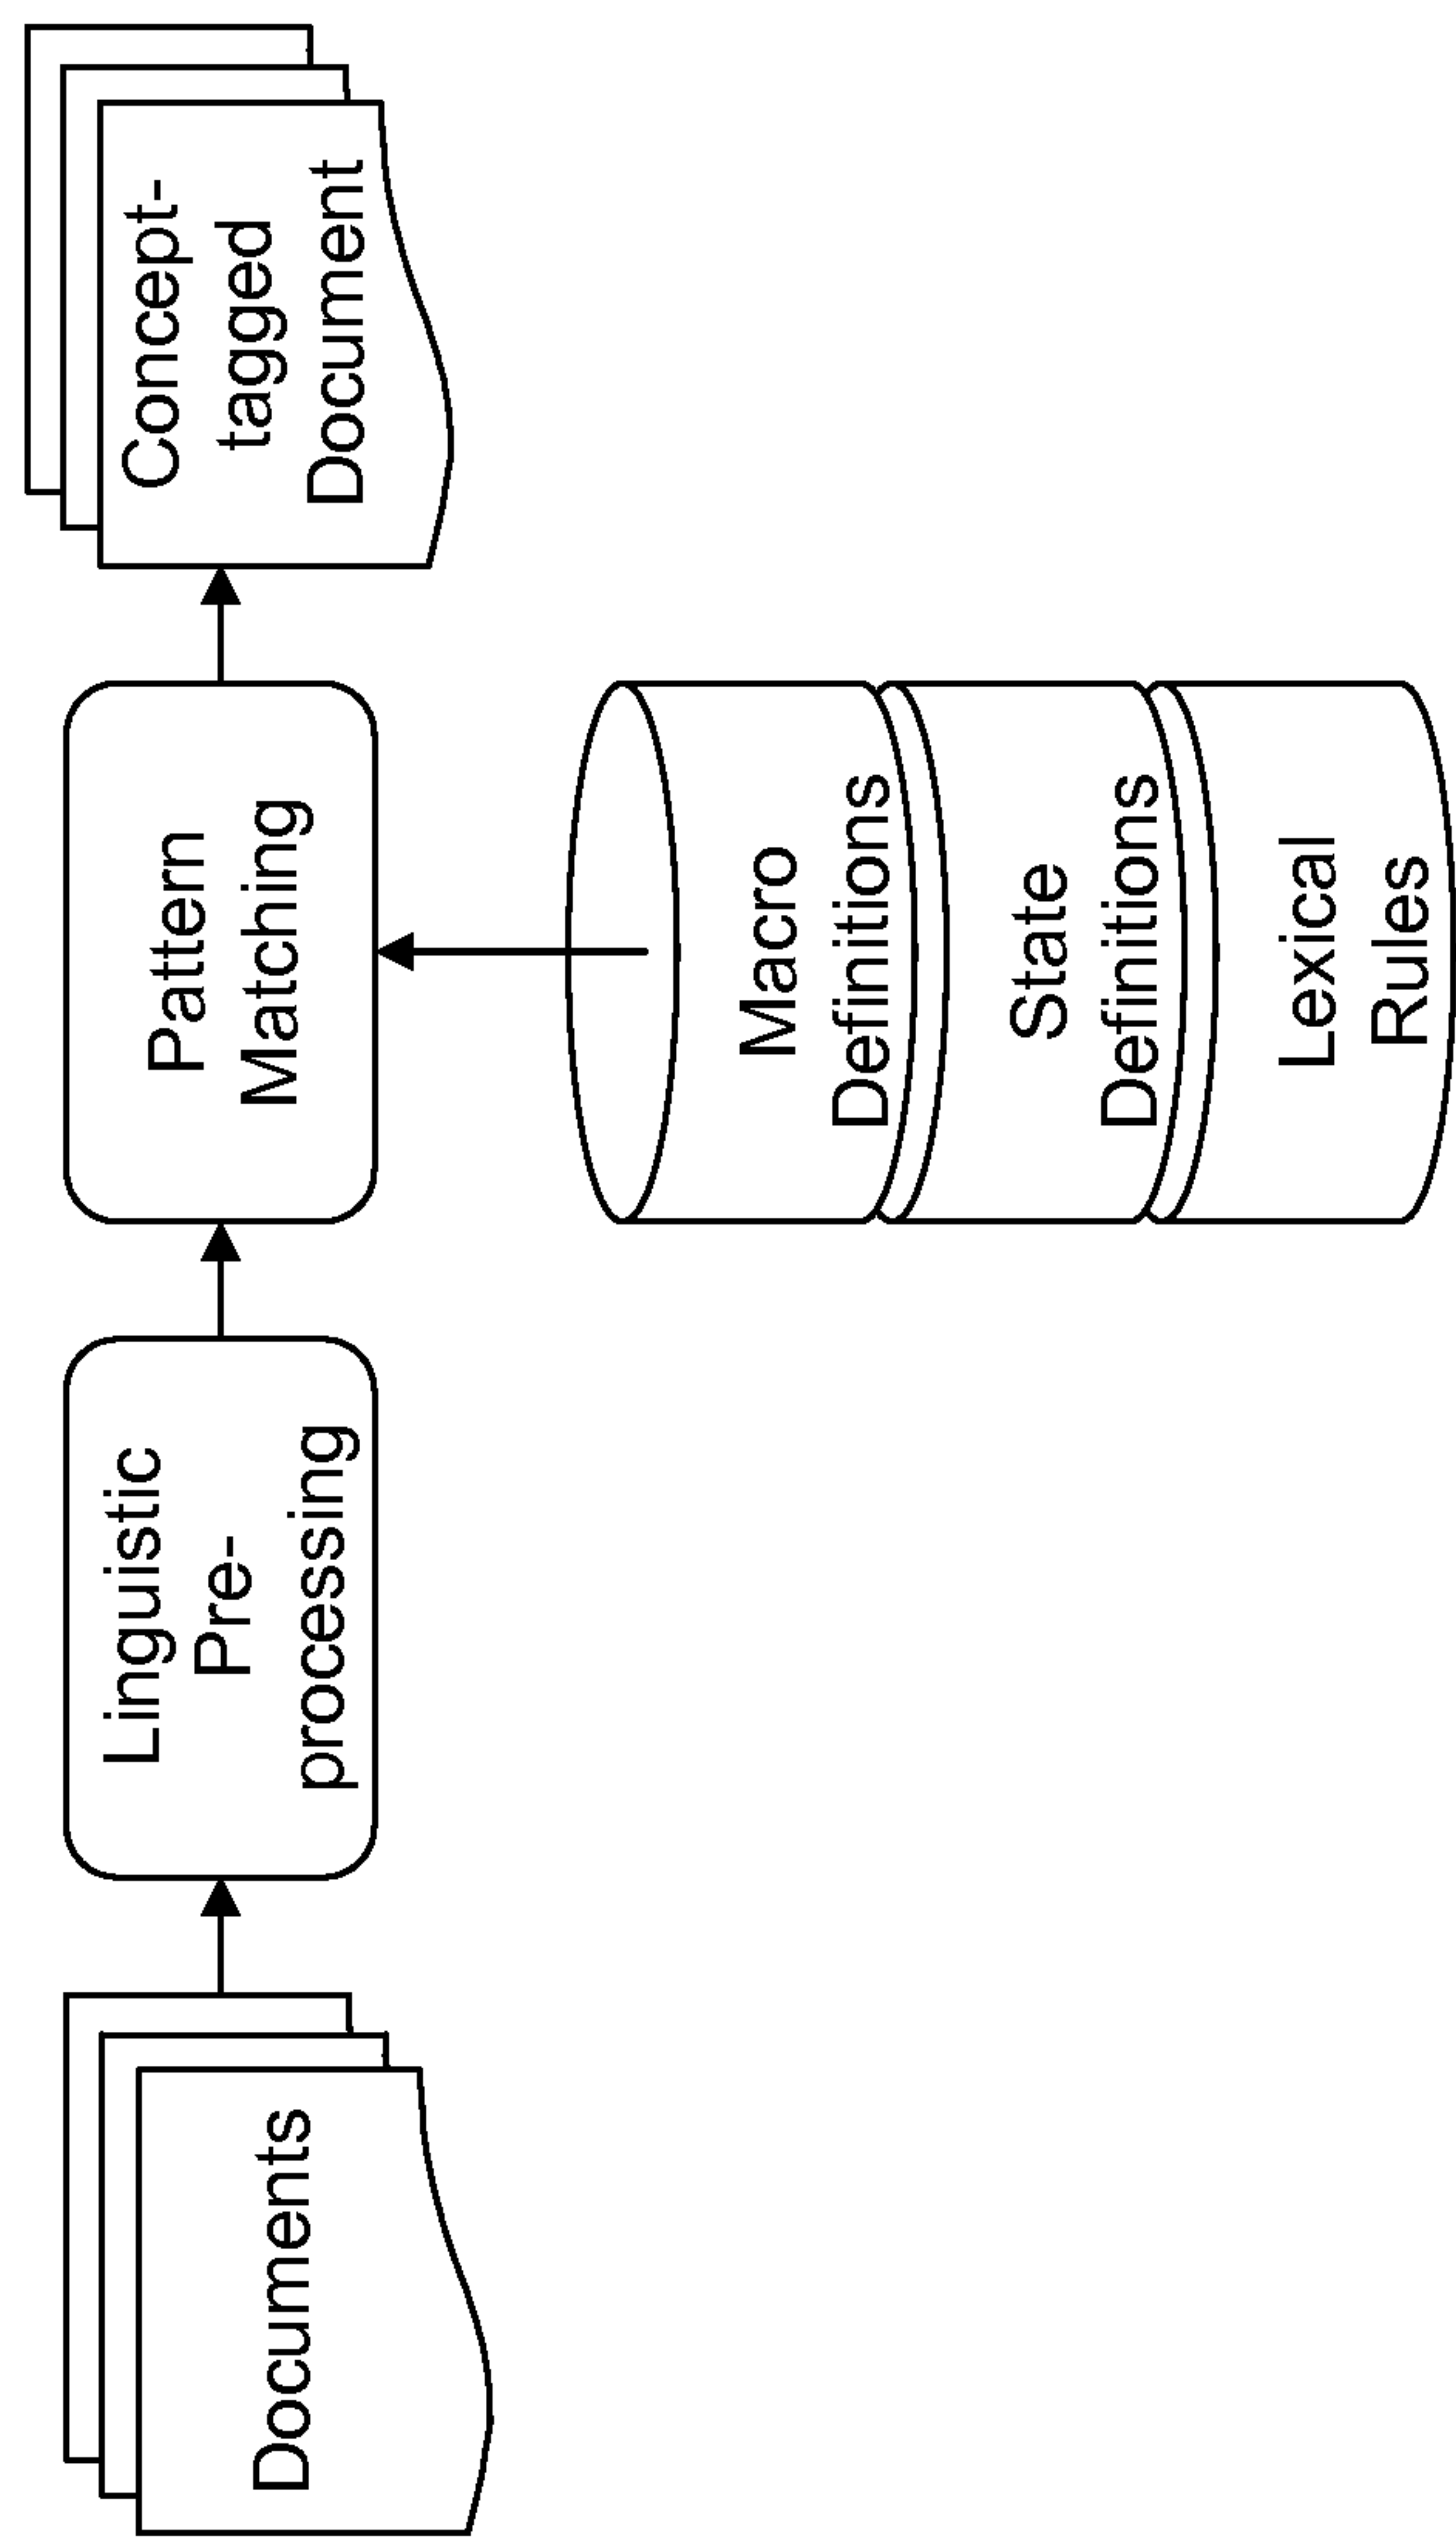 Documents
Linguistic
Pre-
processing
Pattern
Matching
Concept-
tagged
Document
Macro
Definitions
State
Definitions
Lexical
Rules